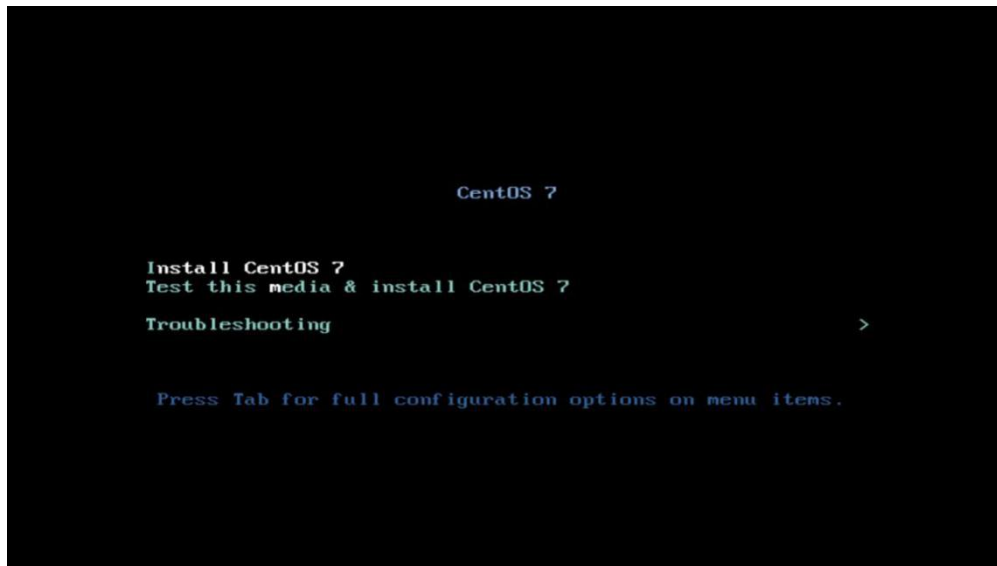 CentOS 7
Install CentOS 7
Test this media & install CentOS 7
Troubleshooting >
Press Tab for full configuration options on menu items.